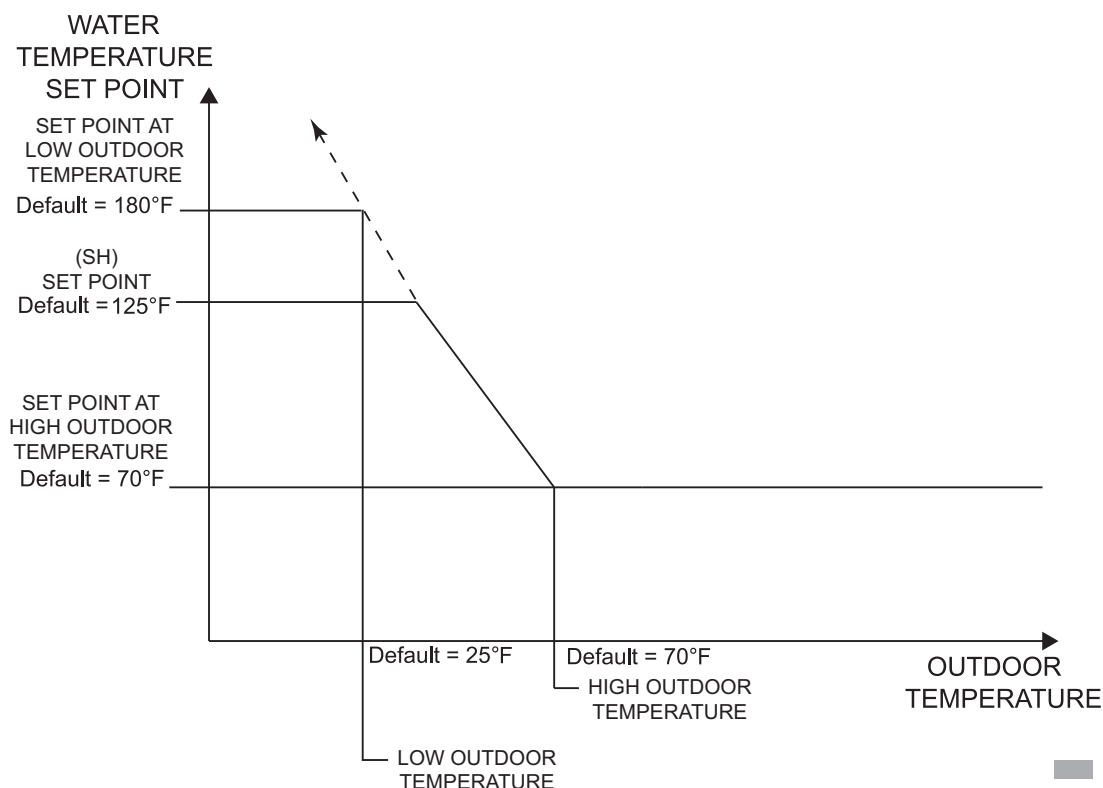 WATER
TEMPERATURE
SET POINT
SET POINT AT
LOW OUTDOOR
TEMPERATURE
Default = 180°F
(SH)
SET POINT
Default = 125°F
SET POINT AT
HIGH OUTDOOR
TEMPERATURE
Default = 70°F
Default = 25°F
Default = 70°F
HIGH OUTDOOR
TEMPERATURE
OUTDOOR
TEMPERATURE
LOW OUTDOOR
TEMPERATURE